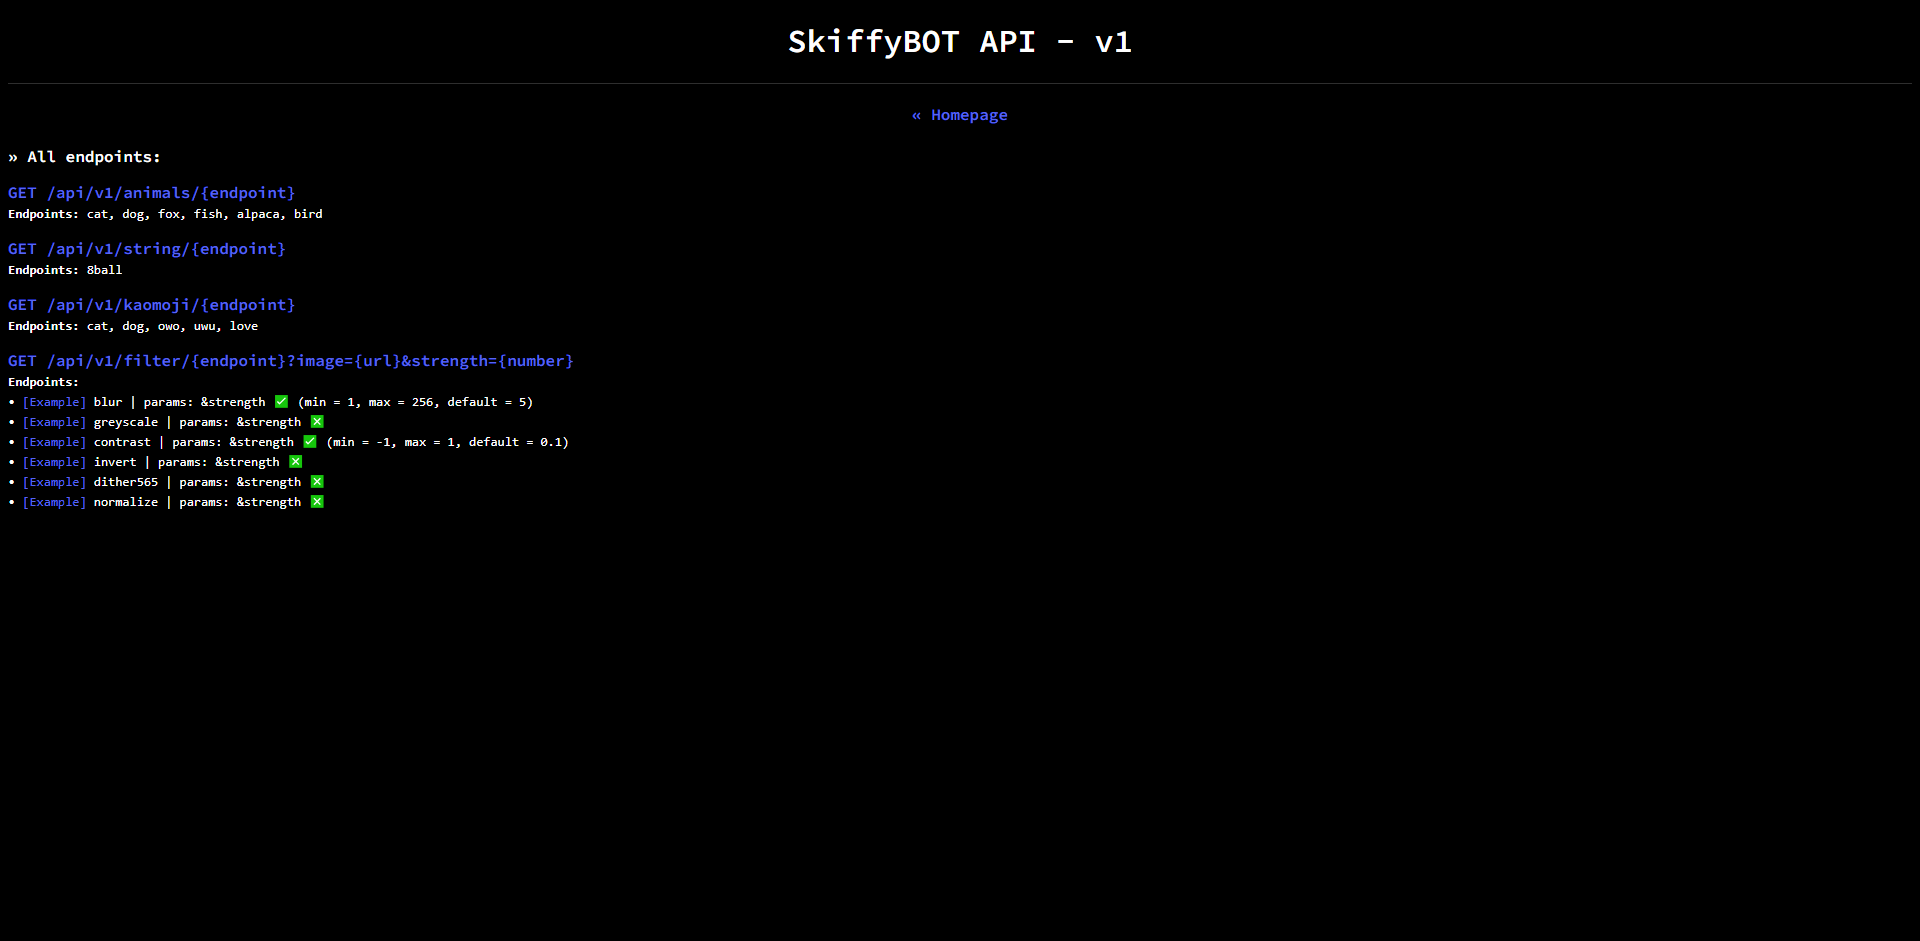 SkiffyBOT API - v1
« Homepage
» All endpoints:
GET /api/v1/animals/{endpoint}
Endpoints: cat, dog, fox, fish, alpaca, bird
GET /api/v1/string/{endpoint}
Endpoints: 8ball
GET /api/v1/kaomoji/{endpoint}
Endpoints: cat, dog, owo, uwu, love
GET /api/v1/filter/{endpoint}?image={url}&strength={number}
Endpoints:
• [Example] blur | params: &strength ✅ (min = 1, max = 256, default = 5)
• [Example] greyscale | params: &strength ❎
• [Example] contrast | params: &strength ✅ (min = -1, max = 1, default = 0.1)
• [Example] invert | params: &strength ❎
• [Example] dither565 | params: &strength ❎
• [Example] normalize | params: &strength ❎